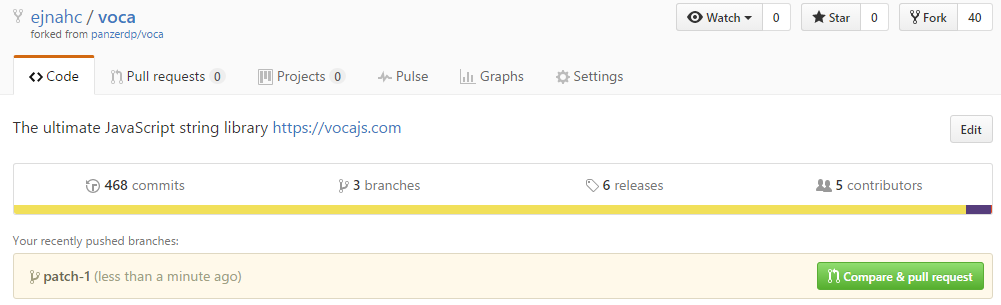 ejnahc / voca
Watch 0 Star 0 Fork 40
forked from panzerdp/voca
Code Pull requests 0 Projects 0 Pulse Graphs Settings
The ultimate JavaScript string library https://vocajs.com Edit
468 commits 3 branches 6 releases 5 contributors
Your recently pushed branches:
patch-1 (less than a minute ago) Compare & pull request